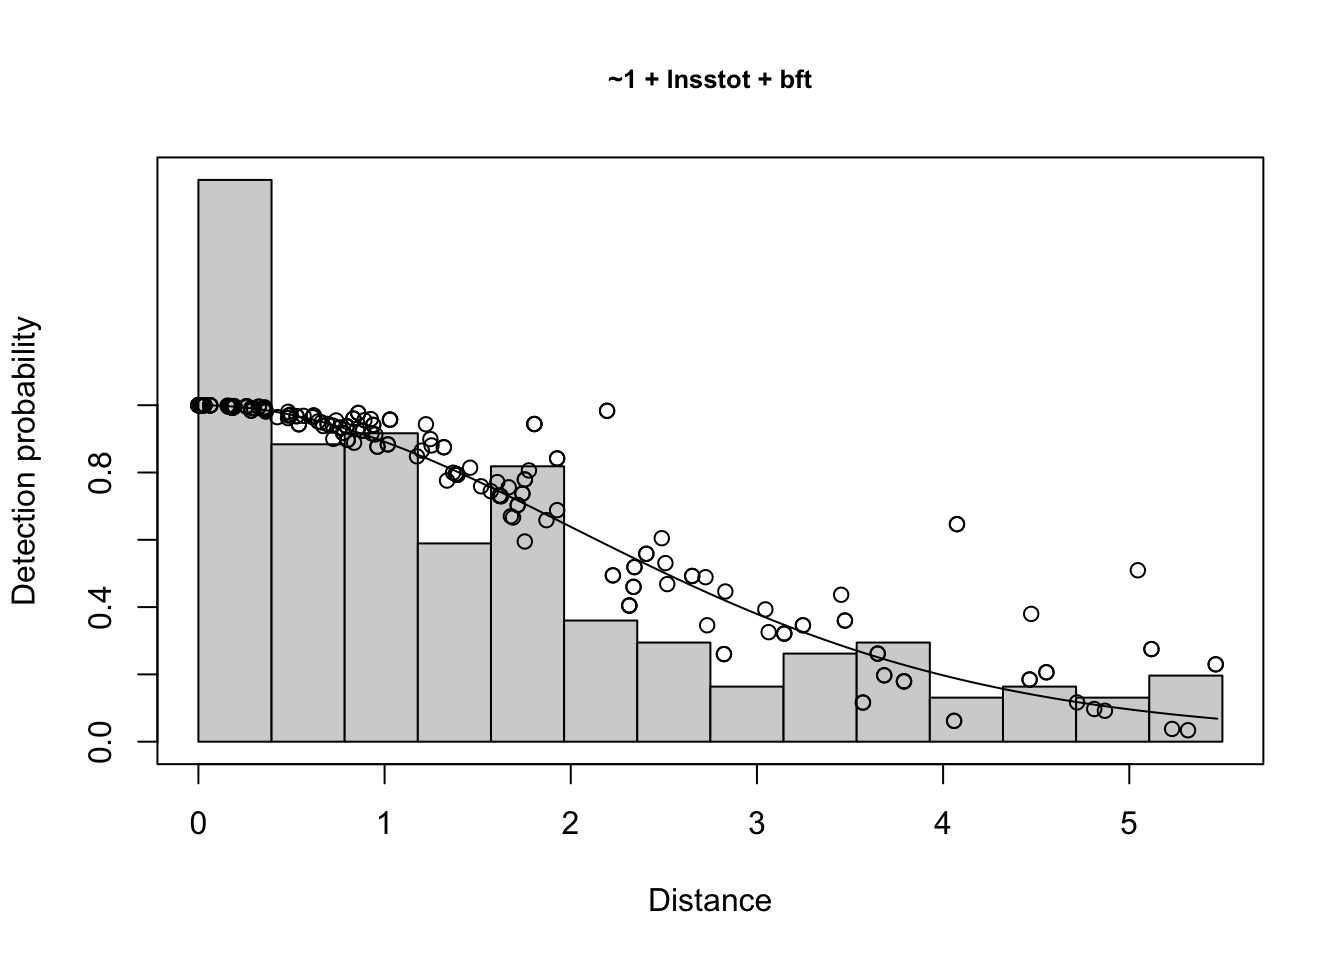 ~1 + lnsstot + bft
Detection probability
0.8
0.4
0.0
0 1 2 3 4 5
Distance